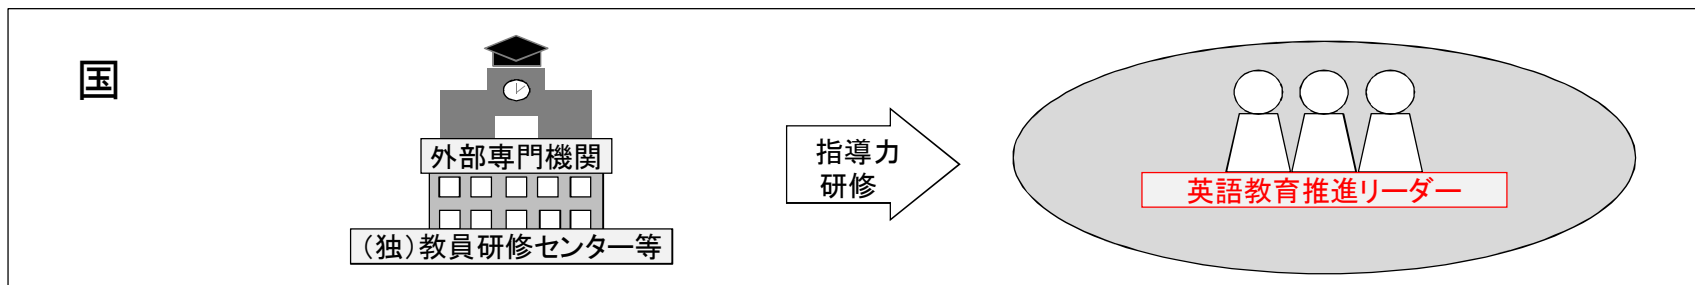 国
外部専門機関
（独）教員研修センター等
指導力
研修
英語教育推進リーダー